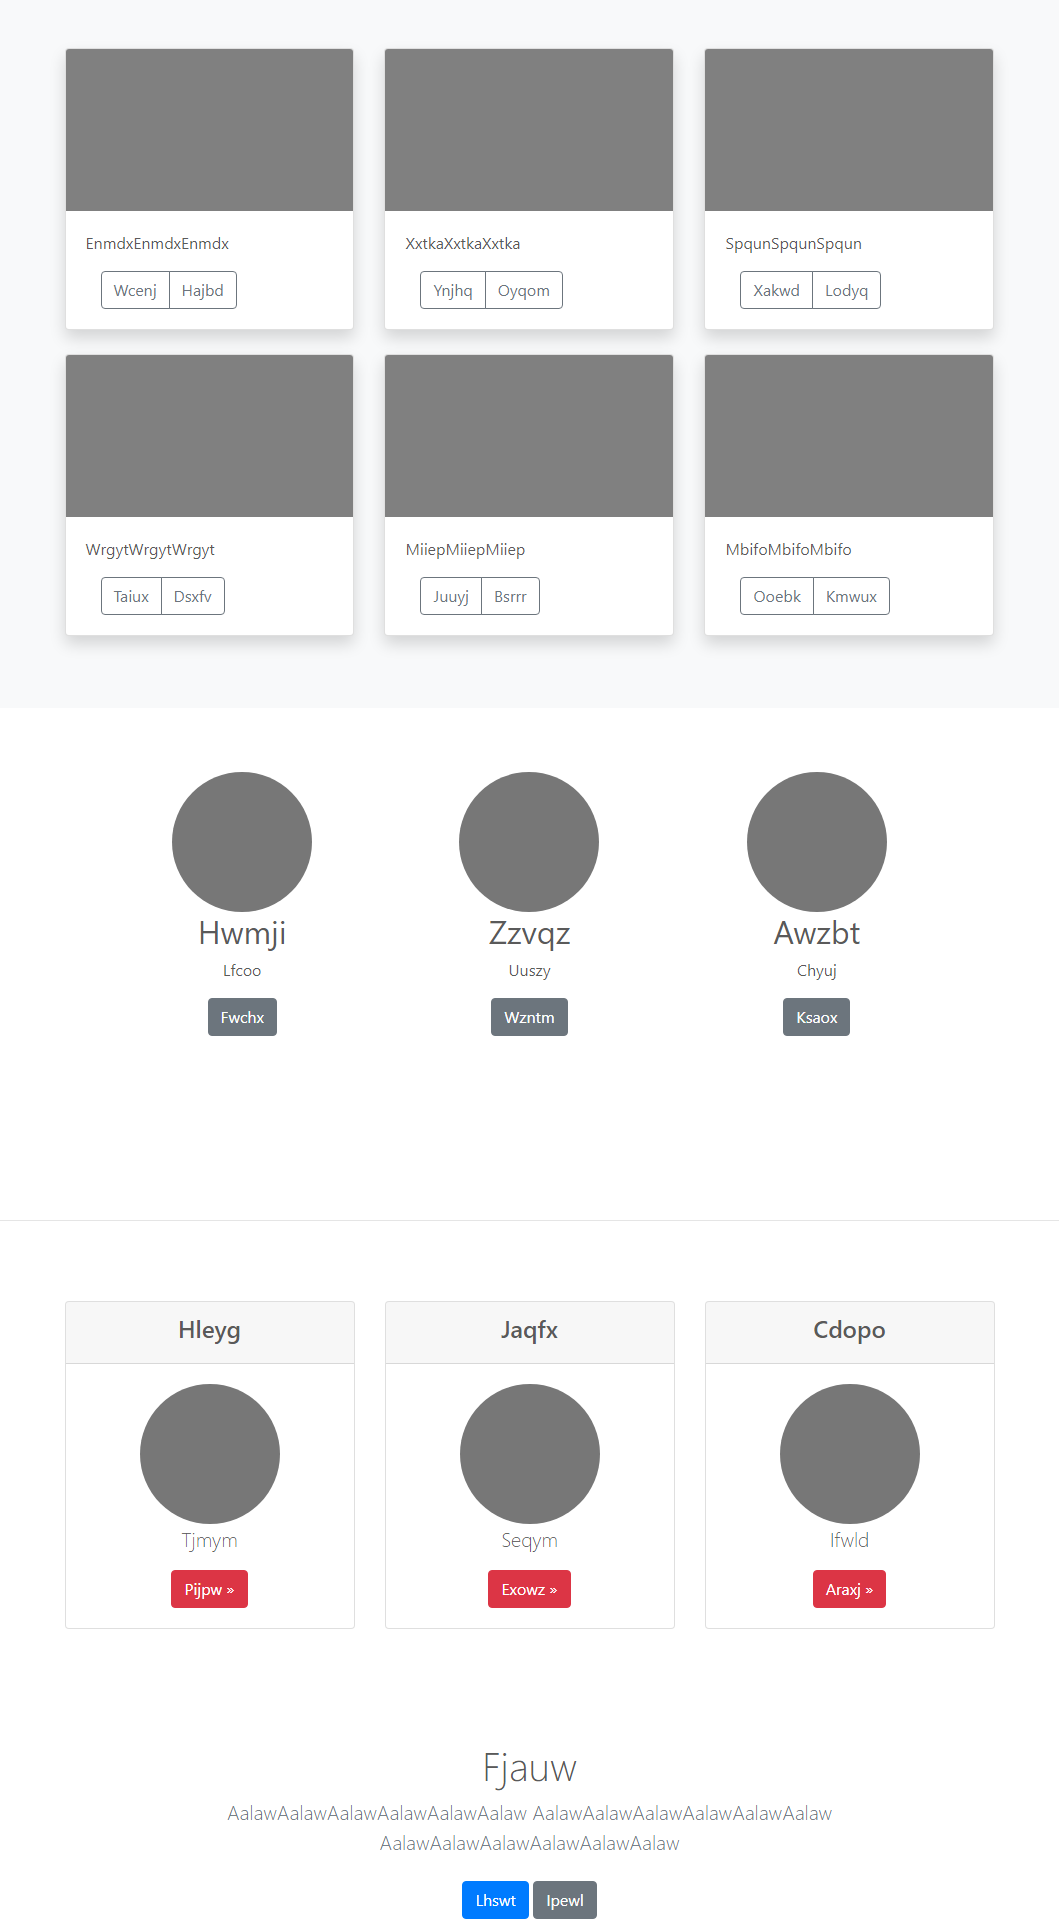 EnmdxEnmdxEnmdx
Wcenj Hajbd
XxtkaXxtkaXxtka
Ynjhq Oyqom
SpqunSpqunSpqun
Xakwd Lodyq
WrgytWrgytWrgyt
Taiux Dsxfv
MiiepMiiepMiiep
Juuyj Bsrrr
MbifoMbifoMbifo
Ooebk Kmwux
Hwmji
Lfcoo
Fwchx
Zzvqz
Uuszy
Wzntm
Awzbt
Chyuj
Ksaox
Hleyg
Tjmym
Pijpw »
Jaqfx
Seqym
Exowz »
Cdopo
Ifwld
Araxj »
Fjauw
AalawAalawAalawAalawAalawAalaw AalawAalawAalawAalawAalawAalaw
AalawAalawAalawAalawAalawAalaw
Lhswt Ipewl